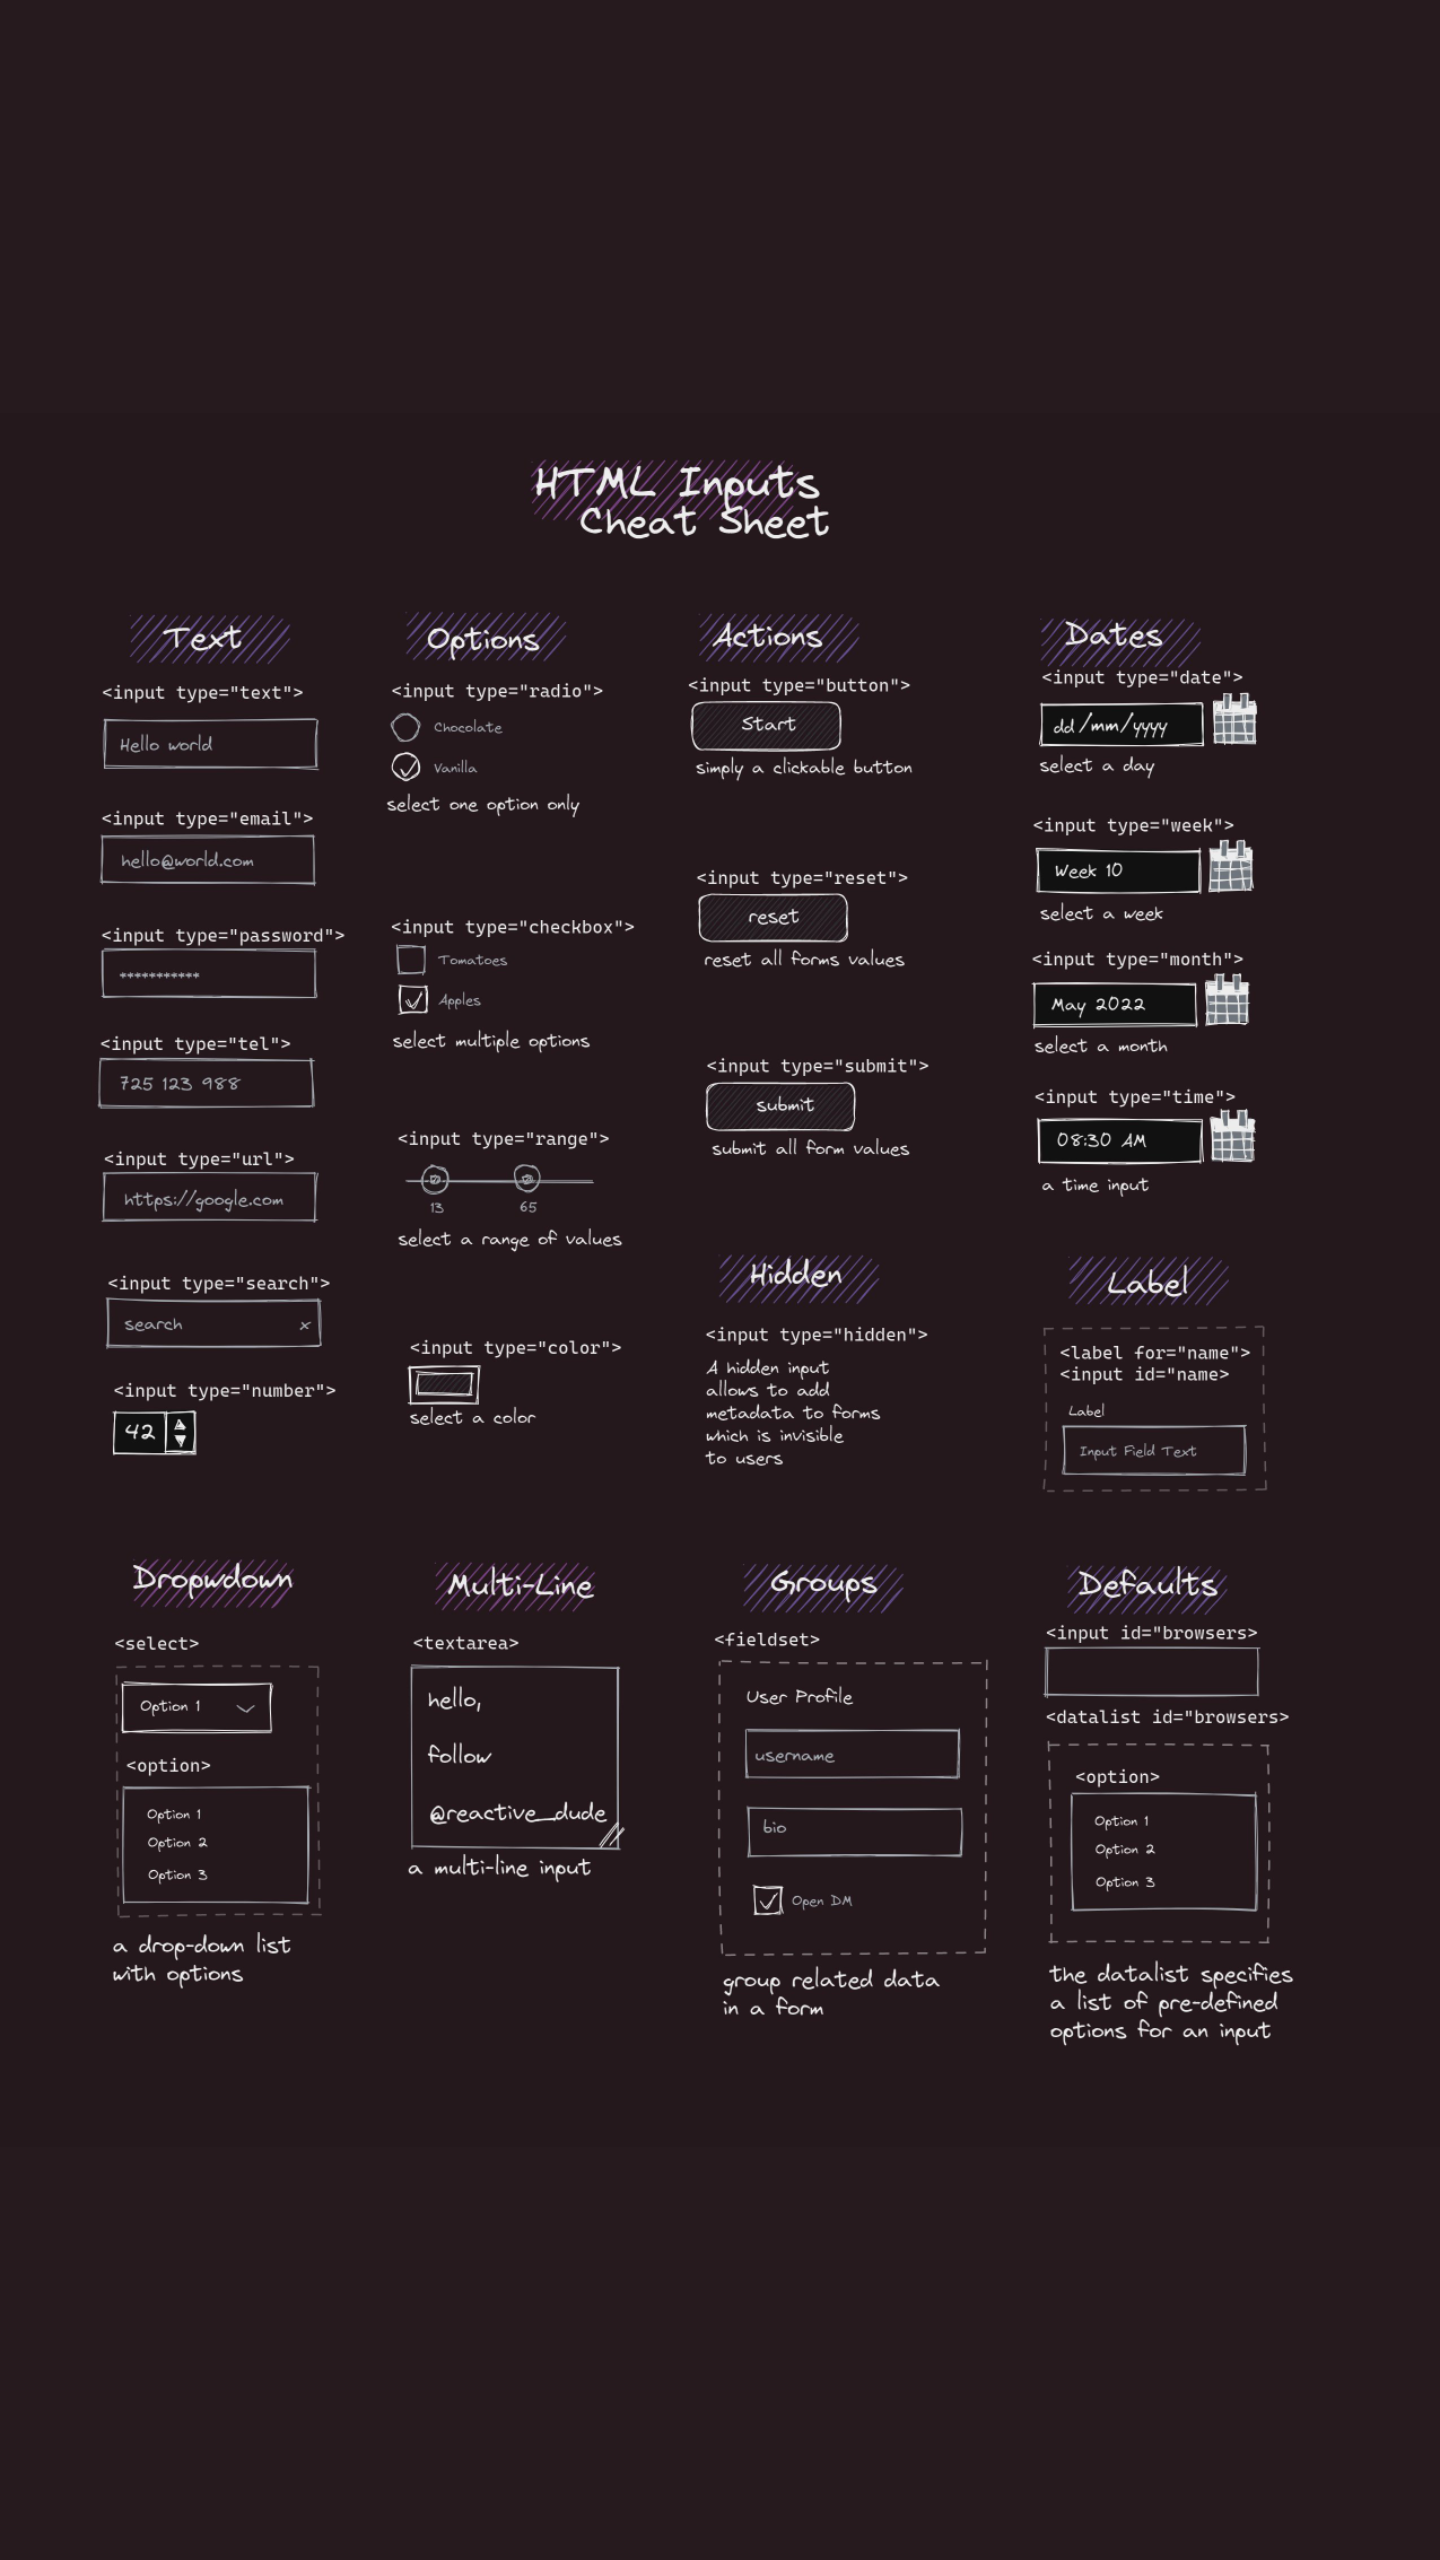 HTML Inputs
Cheat Sheet
Text
<input type="text">
Hello world
<input type="email">
hello@world.com
<input type="password">
***********
<input type="tel">
725 123 988
<input type="url">
https://google.com
<input type="search">
search x
<input type="number">
42
Options
<input type="radio">
Chocolate
Vanilla
select one option only
<input type="checkbox">
Tomatoes
Apples
select multiple options
<input type="range">
13 65
select a range of values
<input type="color">
select a color
Actions
<input type="button">
Start
simply a clickable button
<input type="reset">
reset
reset all forms values
<input type="submit">
submit
submit all form values
Dates
<input type="date">
dd/mm/yyyy
select a day
<input type="week">
Week 10
select a week
<input type="month">
May 2022
select a month
<input type="time">
08:30 AM
a time input
Hidden
<input type="hidden">
A hidden input
allows to add
metadata to forms
which is invisible
to users
Label
<label for="name">
<input id="name>
Label
Input Field Text
Dropwdown
<select>
Option 1
<option>
Option 1
Option 2
Option 3
a drop-down list
with options
Multi-Line
<textarea>
hello,
follow
@reactive_dude
a multi-line input
Groups
<fieldset>
User Profile
username
bio
Open DM
group related data
in a form
Defaults
<input id="browsers>
<datalist id="browsers>
<option>
Option 1
Option 2
Option 3
the datalist specifies
a list of pre-defined
options for an input